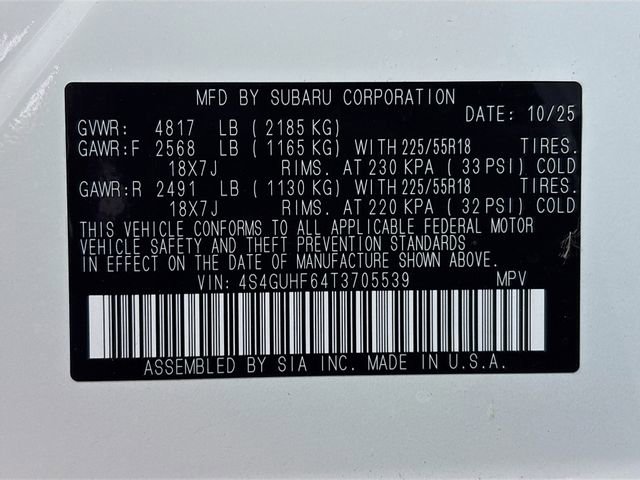 MFD BY SUBARU CORPORATION
DATE: 10/25
GVWR: 4817 LB ( 2185 KG)
GAWR:F 2568 LB ( 1165 KG) WITH 225/55R18 TIRES.
18X7J RIMS. AT 230 KPA ( 33 PSI) COLD
GAWR:R 2491 LB ( 1130 KG) WITH 225/55R18 TIRES.
18X7J RIMS. AT 220 KPA ( 32 PSI) COLD
THIS VEHICLE CONFORMS TO ALL APPLICABLE FEDERAL MOTOR
VEHICLE SAFETY AND THEFT PREVENTION STANDARDS
IN EFFECT ON THE DATE OF MANUFACTURE SHOWN ABOVE.
VIN: 4S4GUHF64T3705539 MPV
ASSEMBLED BY SIA INC. MADE IN U.S.A.